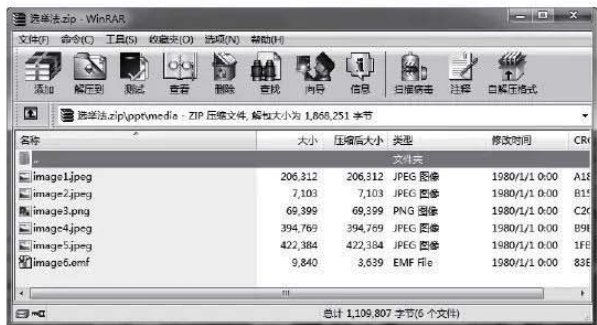 选举法.zip - WinRAR
文件(F) 命令(C) 工具(S) 收藏夹(O) 选项(N) 帮助(H)
添加 解压到 测试 查看 删除 查找 向导 信息 扫描病毒 注释 自解压格式
选举法.zip\ppt\media - ZIP 压缩文件, 解包大小为 1,868,251 字节
名称 大小 压缩后大小 类型 修改时间 CR
.. 文件夹
image1.jpeg 206,312 206,312 JPEG 图像 1980/1/1 0:00 A18
image2.jpeg 7,103 7,103 JPEG 图像 1980/1/1 0:00 B15
image3.png 69,399 69,399 PNG 图像 1980/1/1 0:00 C20
image4.jpeg 394,769 394,769 JPEG 图像 1980/1/1 0:00
image5.jpeg 422,384 422,384 JPEG 图像 1980/1/1 0:00
image6.emf 9,840 3,639 EMF File 1980/1/1 0:00 83E
总计 1,109,807 字节(6 个文件)